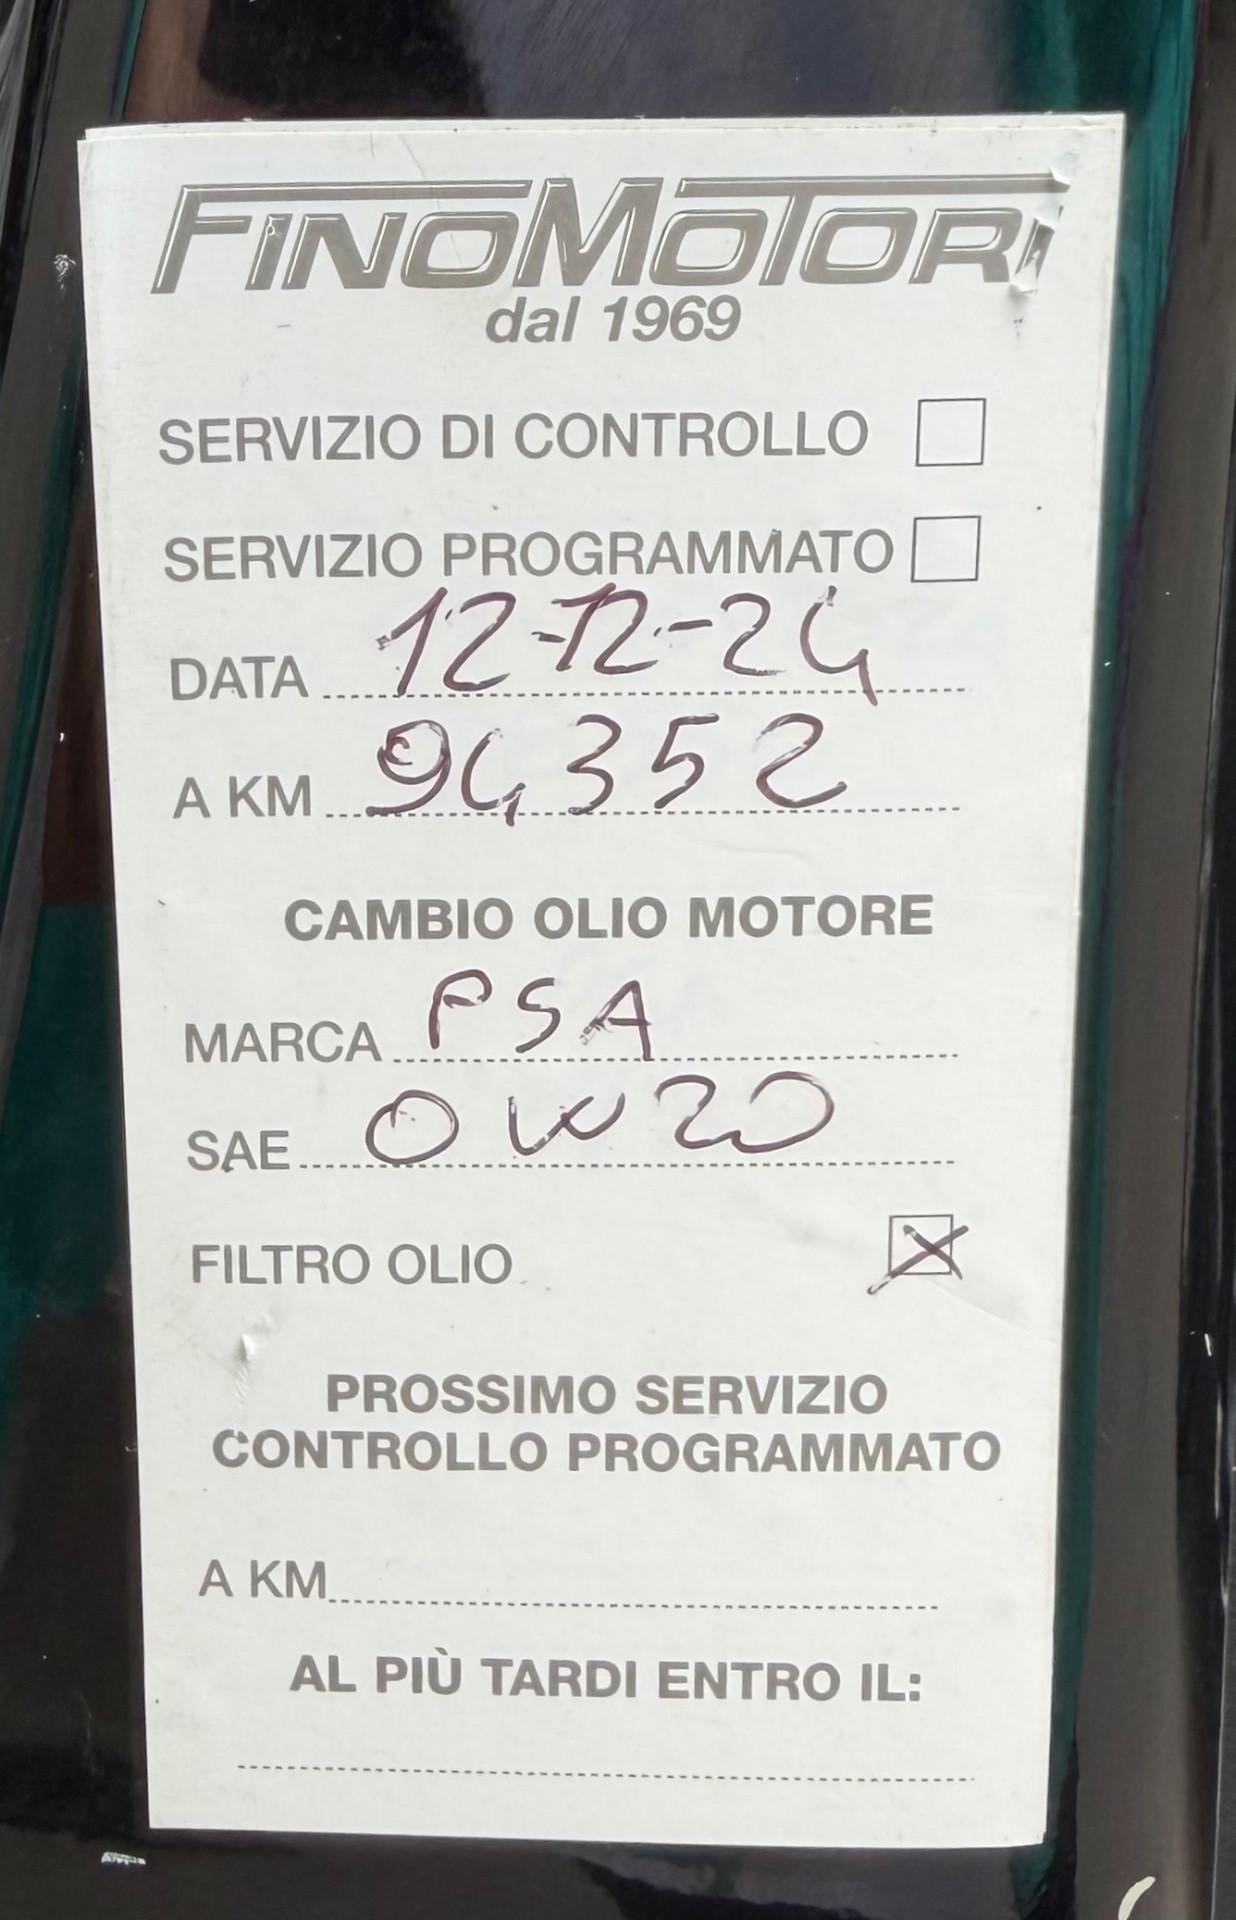 FINOMOTORI
dal 1969
SERVIZIO DI CONTROLLO
SERVIZIO PROGRAMMATO
DATA 12-12-24
A KM 94352
CAMBIO OLIO MOTORE
MARCA PSA
SAE 0W20
FILTRO OLIO
PROSSIMO SERVIZIO
CONTROLLO PROGRAMMATO
A KM
AL PIÙ TARDI ENTRO IL: